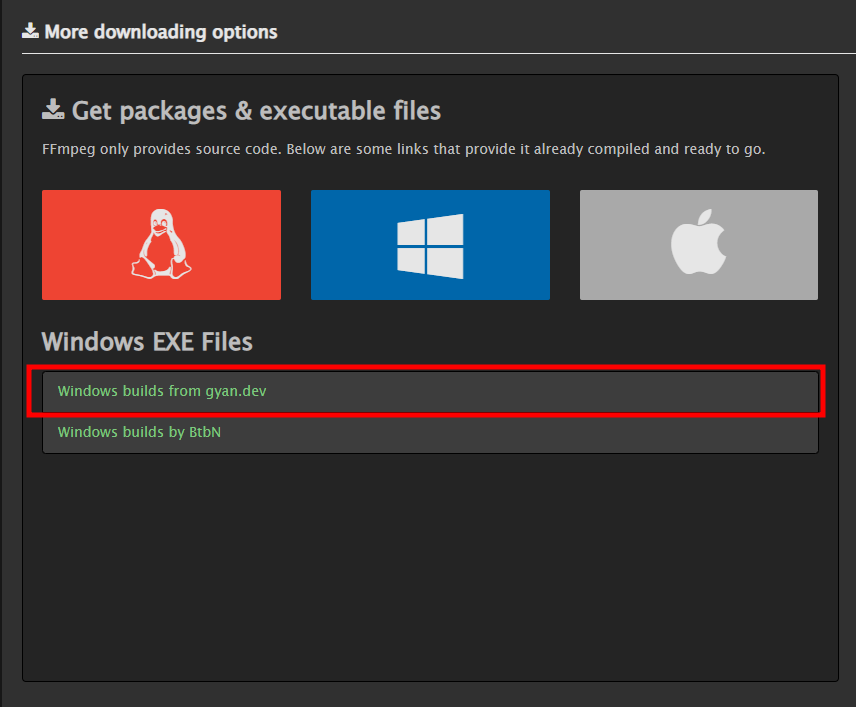 More downloading options
Get packages & executable files
FFmpeg only provides source code. Below are some links that provide it already compiled and ready to go.
Windows EXE Files
Windows builds from gyan.dev
Windows builds by BtbN